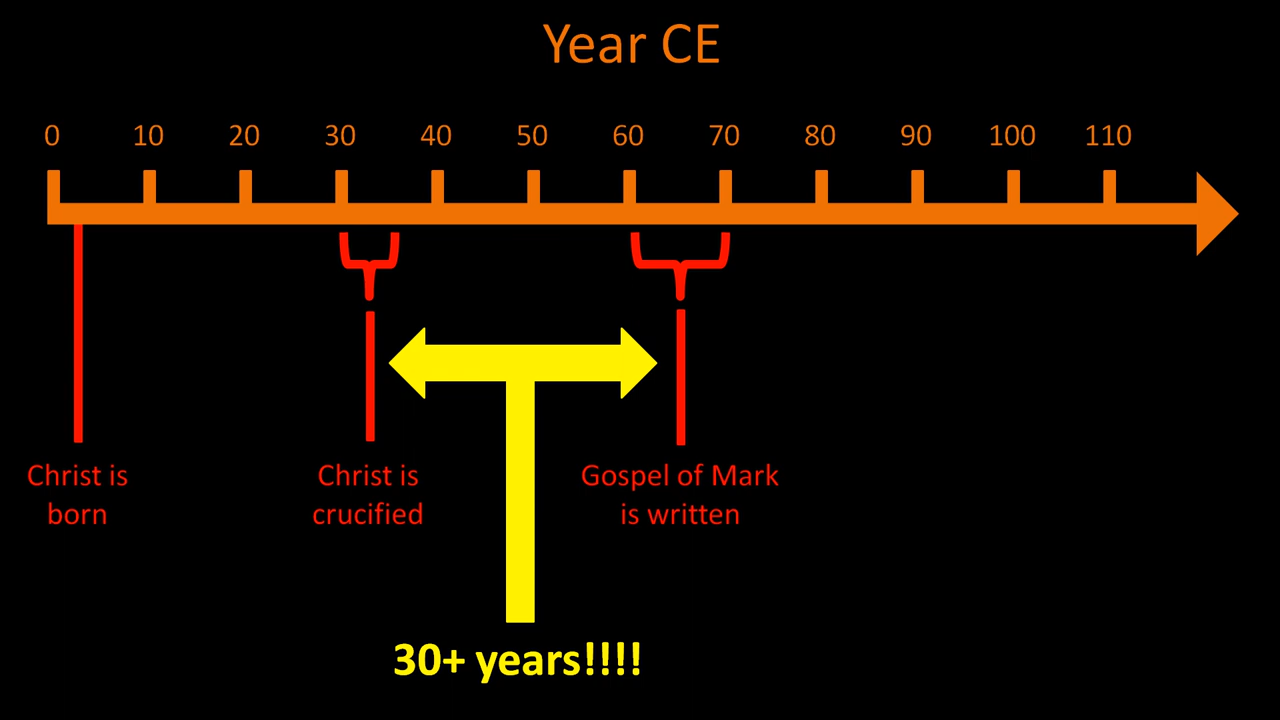 Year CE
0 10 20 30 40 50 60 70 80 90 100 110
Christ is
born
Christ is
crucified
Gospel of Mark
is written
30+ years!!!!